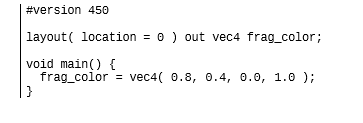 #version 450
layout( location = 0 ) out vec4 frag_color;
void main() {
frag_color = vec4( 0.8, 0.4, 0.0, 1.0 );
}